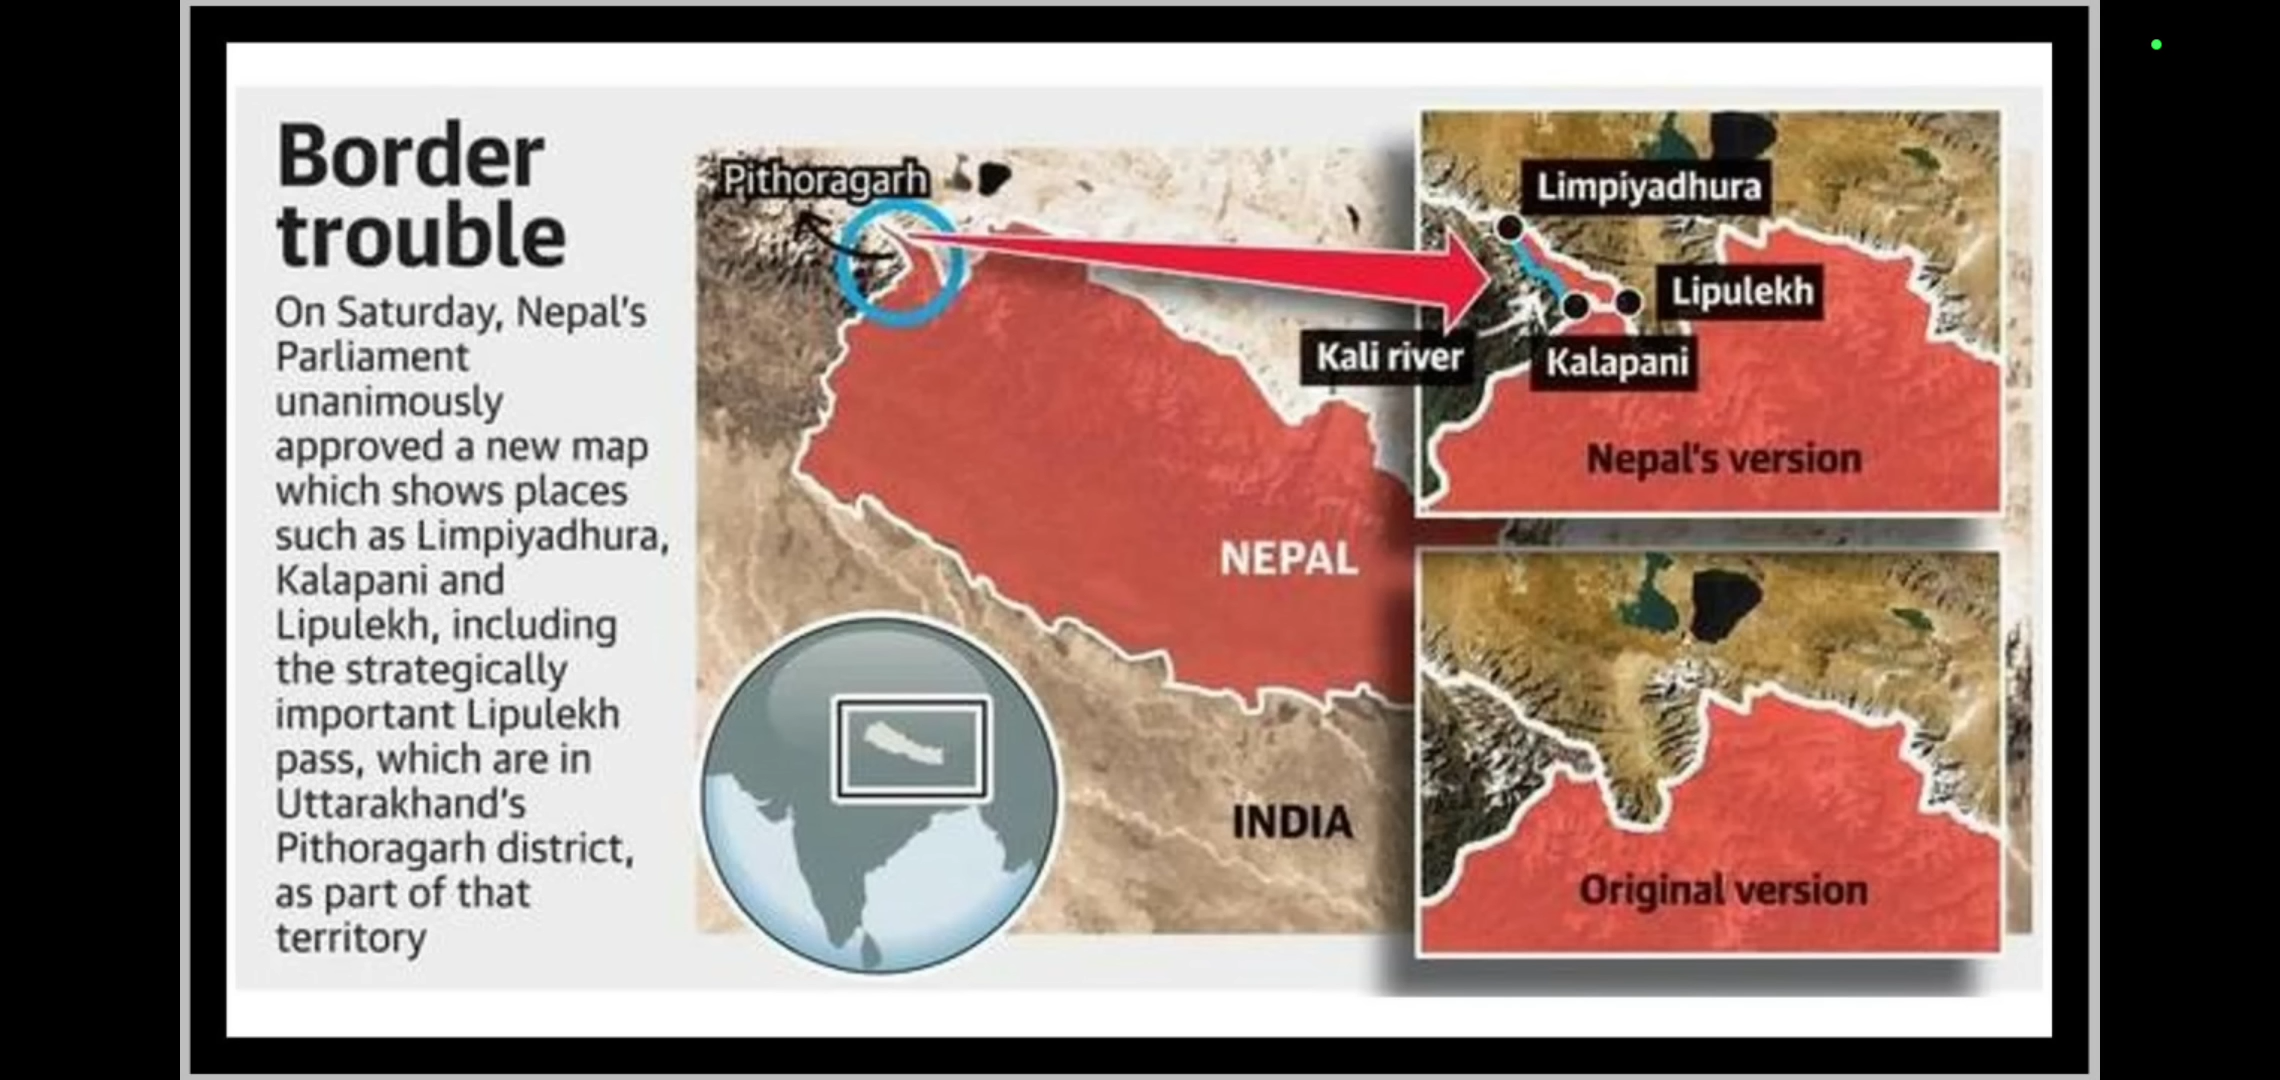 Border
trouble
On Saturday, Nepal's
Parliament
unanimously
approved a new map
which shows places
such as Limpiyadhura,
Kalapani and
Lipulekh, including
the strategically
important Lipulekh
pass, which are in
Uttarakhand's
Pithoragarh district,
as part of that
territory
Pithoragarh
NEPAL
INDIA
Limpiyadhura
Lipulekh
Kali river
Kalapani
Nepal's version
Original version